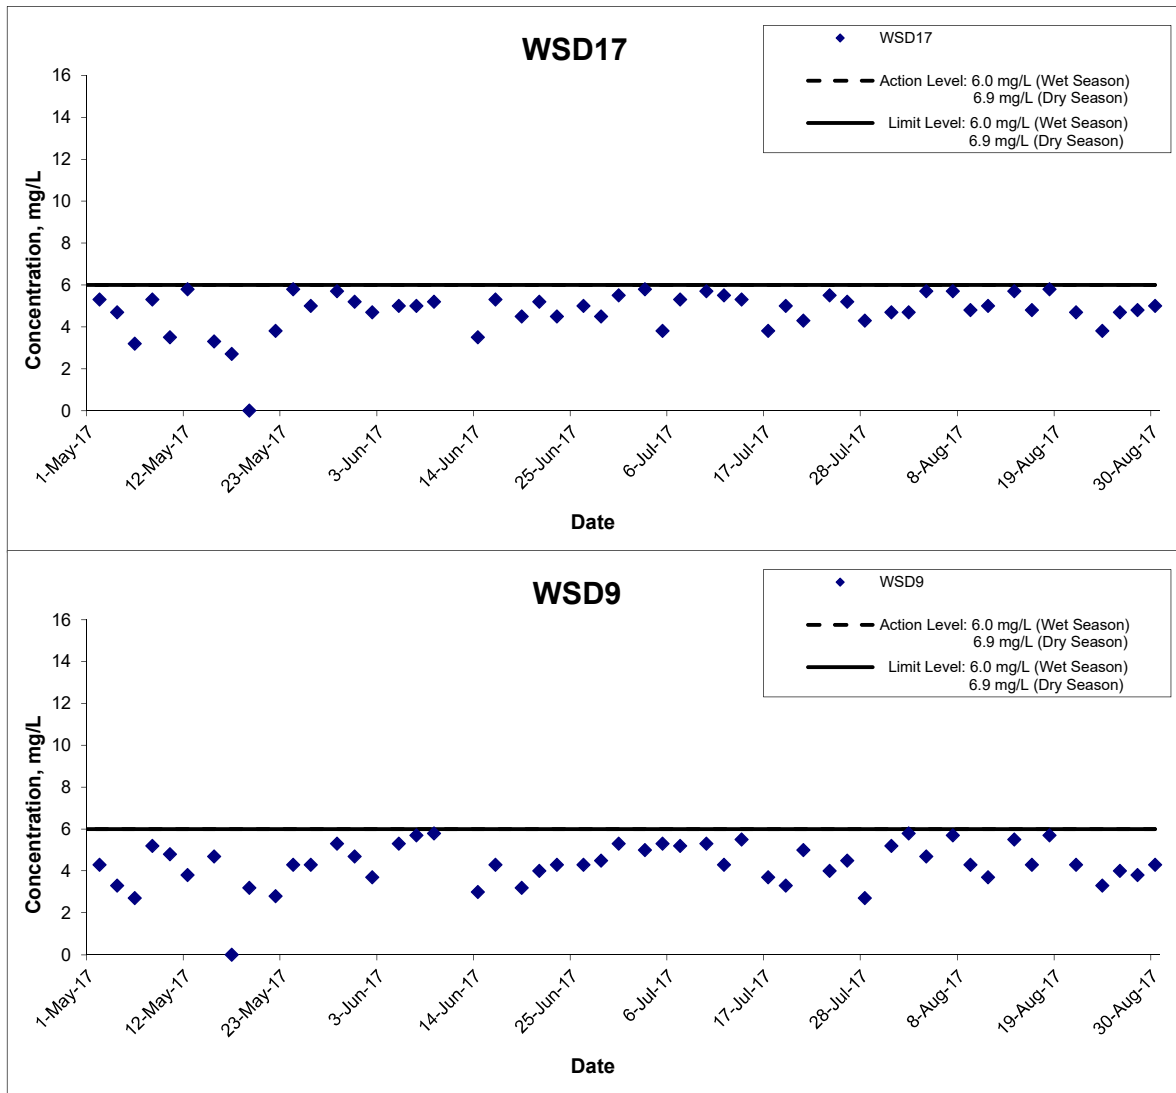 WSD17
WSD17
Action Level: 6.0 mg/L (Wet Season)
6.9 mg/L (Dry Season)
Limit Level: 6.0 mg/L (Wet Season)
6.9 mg/L (Dry Season)
Concentration, mg/L
16
14
12
10
8
6
4
2
0
1-May-17
12-May-17
23-May-17
3-Jun-17
14-Jun-17
25-Jun-17
6-Jul-17
17-Jul-17
28-Jul-17
8-Aug-17
19-Aug-17
30-Aug-17
Date
WSD9
WSD9
Action Level: 6.0 mg/L (Wet Season)
6.9 mg/L (Dry Season)
Limit Level: 6.0 mg/L (Wet Season)
6.9 mg/L (Dry Season)
Concentration, mg/L
16
14
12
10
8
6
4
2
0
1-May-17
12-May-17
23-May-17
3-Jun-17
14-Jun-17
25-Jun-17
6-Jul-17
17-Jul-17
28-Jul-17
8-Aug-17
19-Aug-17
30-Aug-17
Date